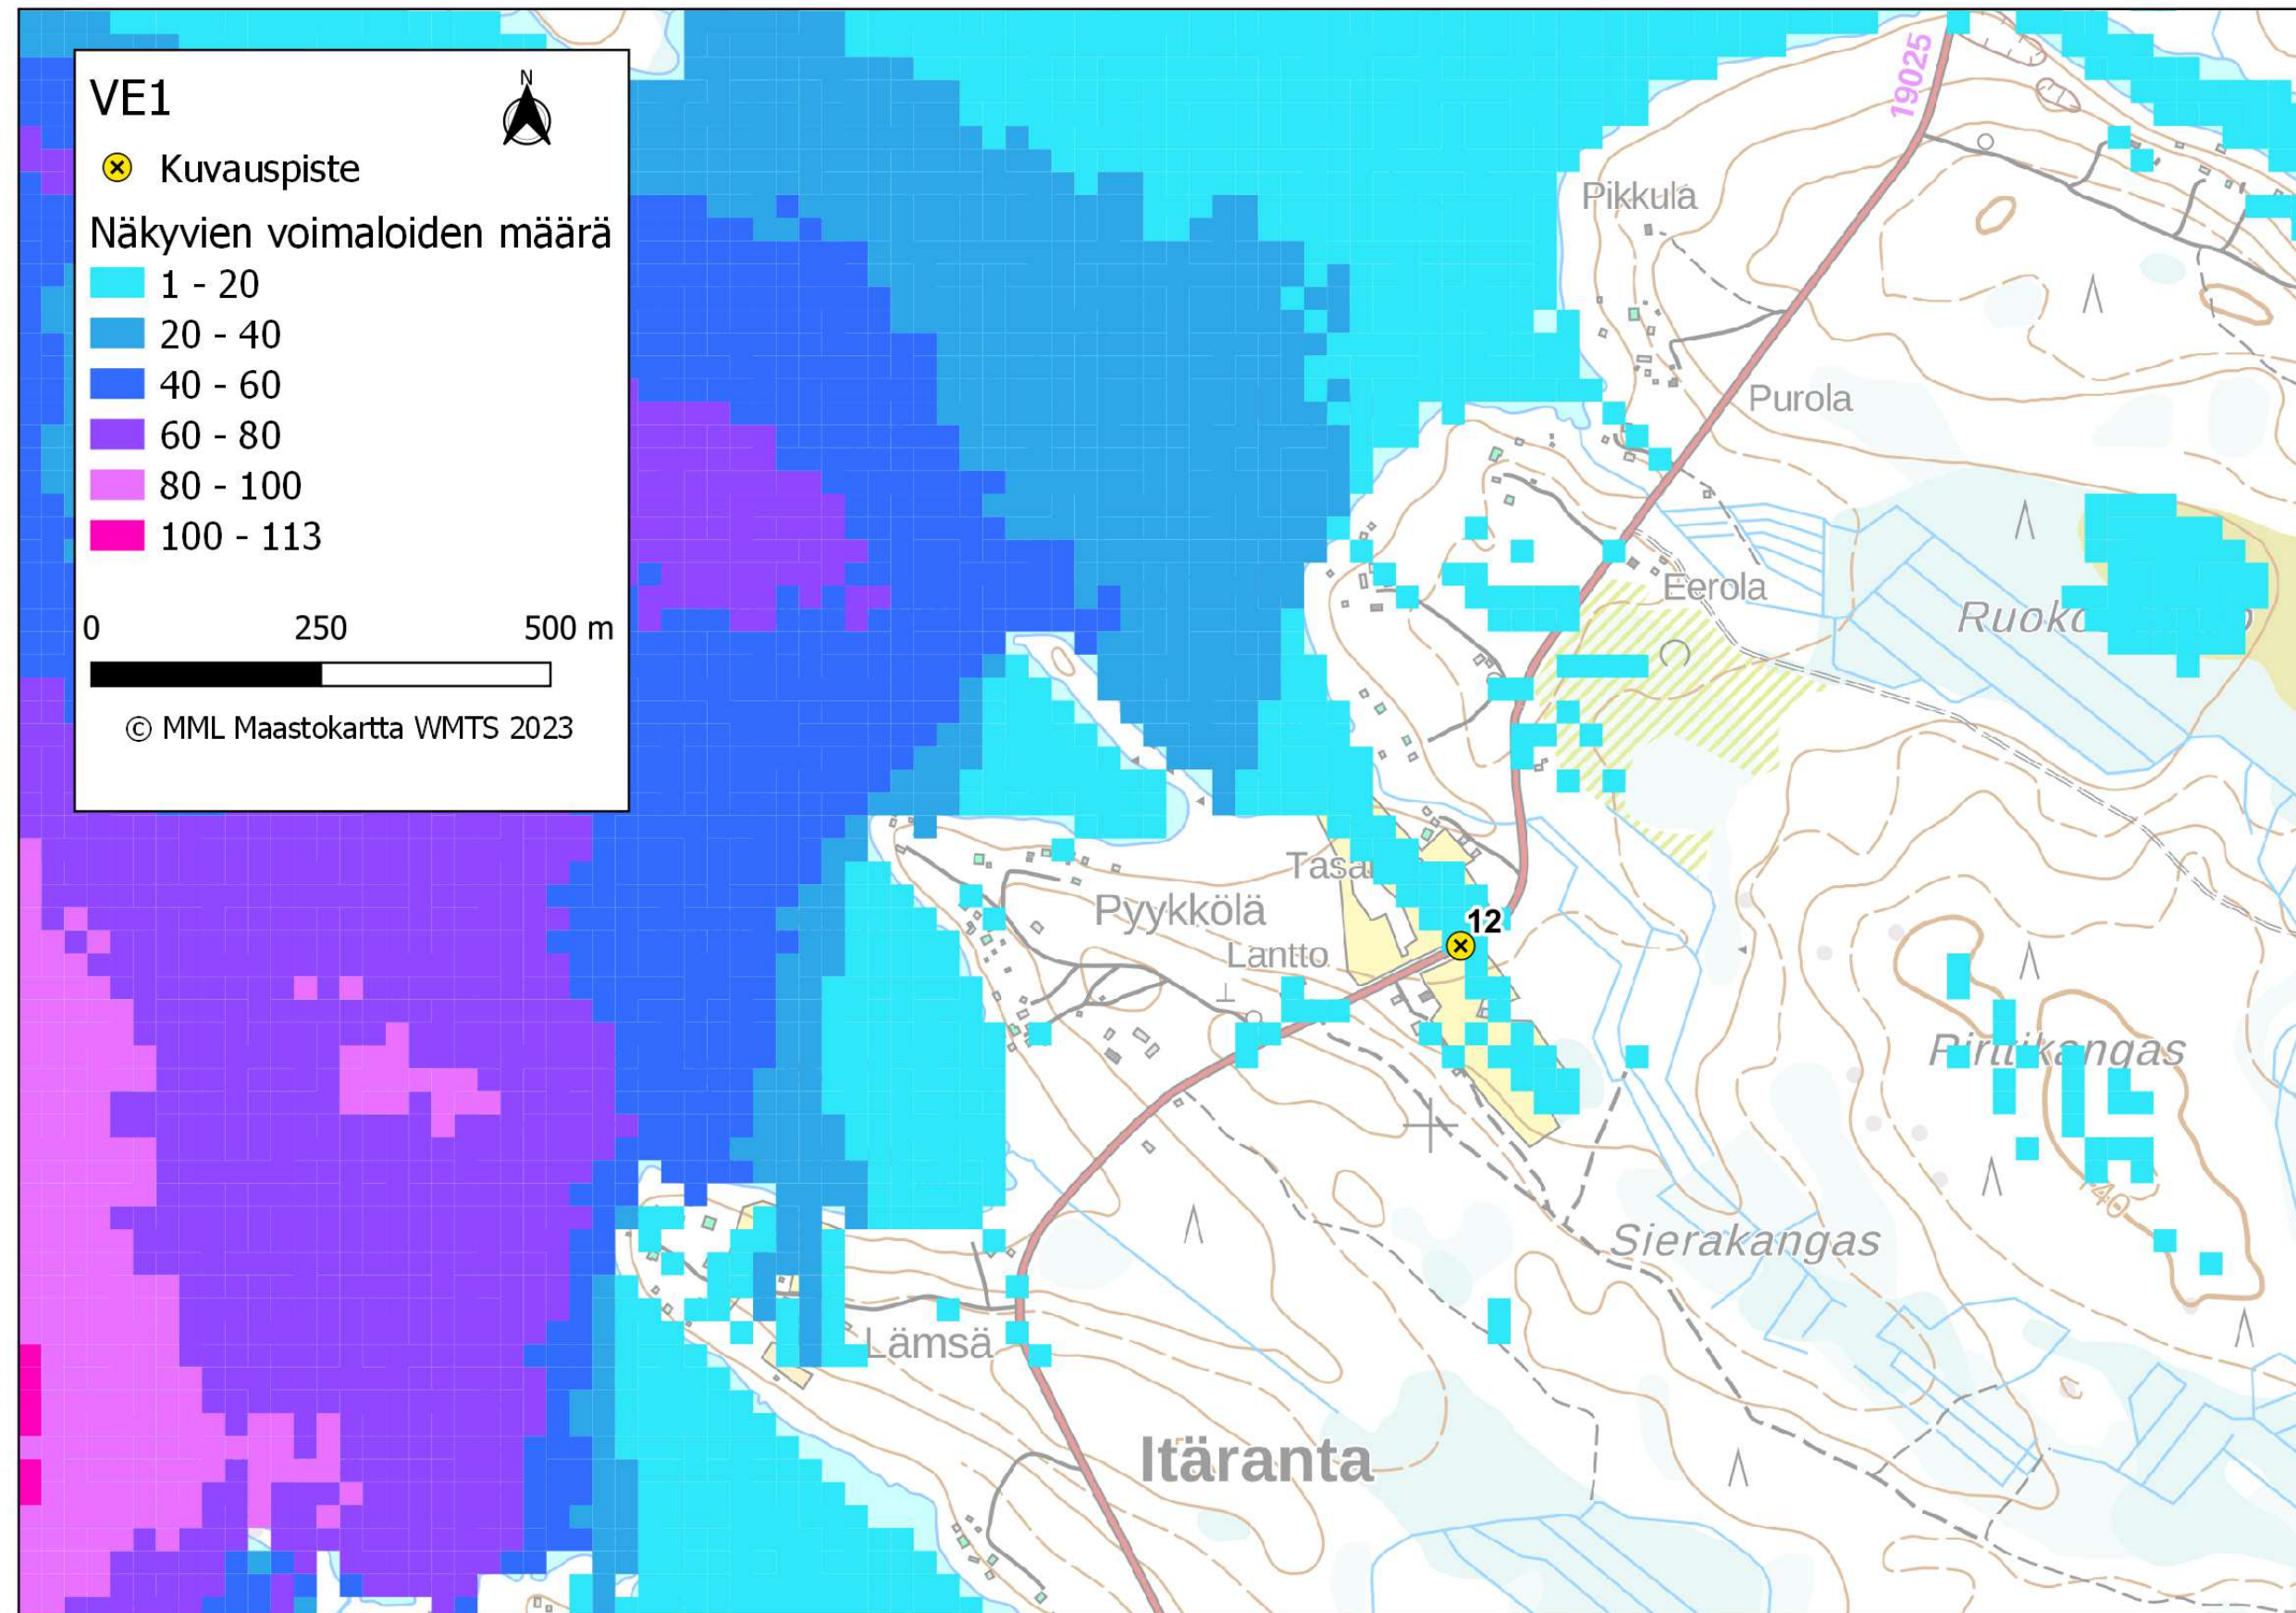 VE1
N
Kuvauspiste
Näkyvien voimaloiden määrä
1 - 20
20 - 40
40 - 60
60 - 80
80 - 100
100 - 113
0 250 500 m
© MML Maastokartta WMTS 2023
19025
Pikkula
Purola
Eerola
Pyykkölä
12
Lantto
Pirttikangas
140
Sierakangas
Lämsä
Itäranta